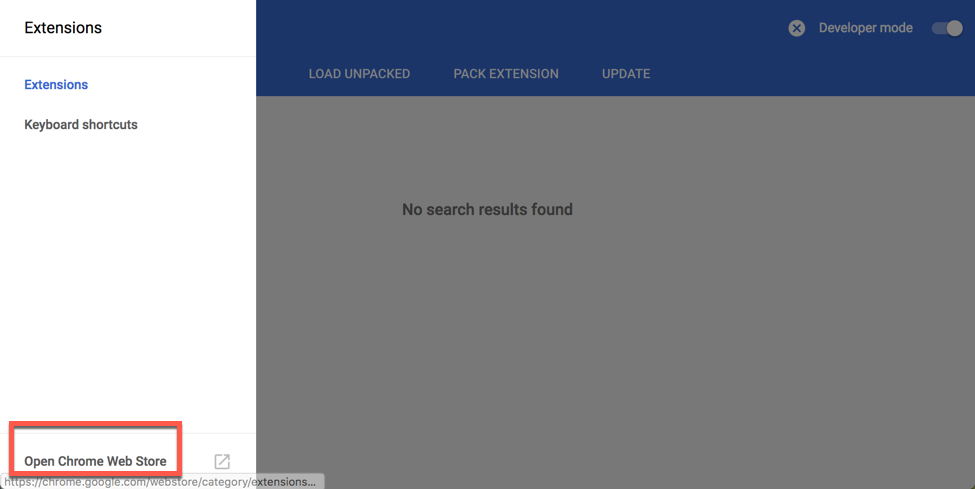 Extensions
Developer mode
LOAD UNPACKED PACK EXTENSION UPDATE
Extensions
Keyboard shortcuts
No search results found
Open Chrome Web Store
https://chrome.google.com/webstore/category/extensions...